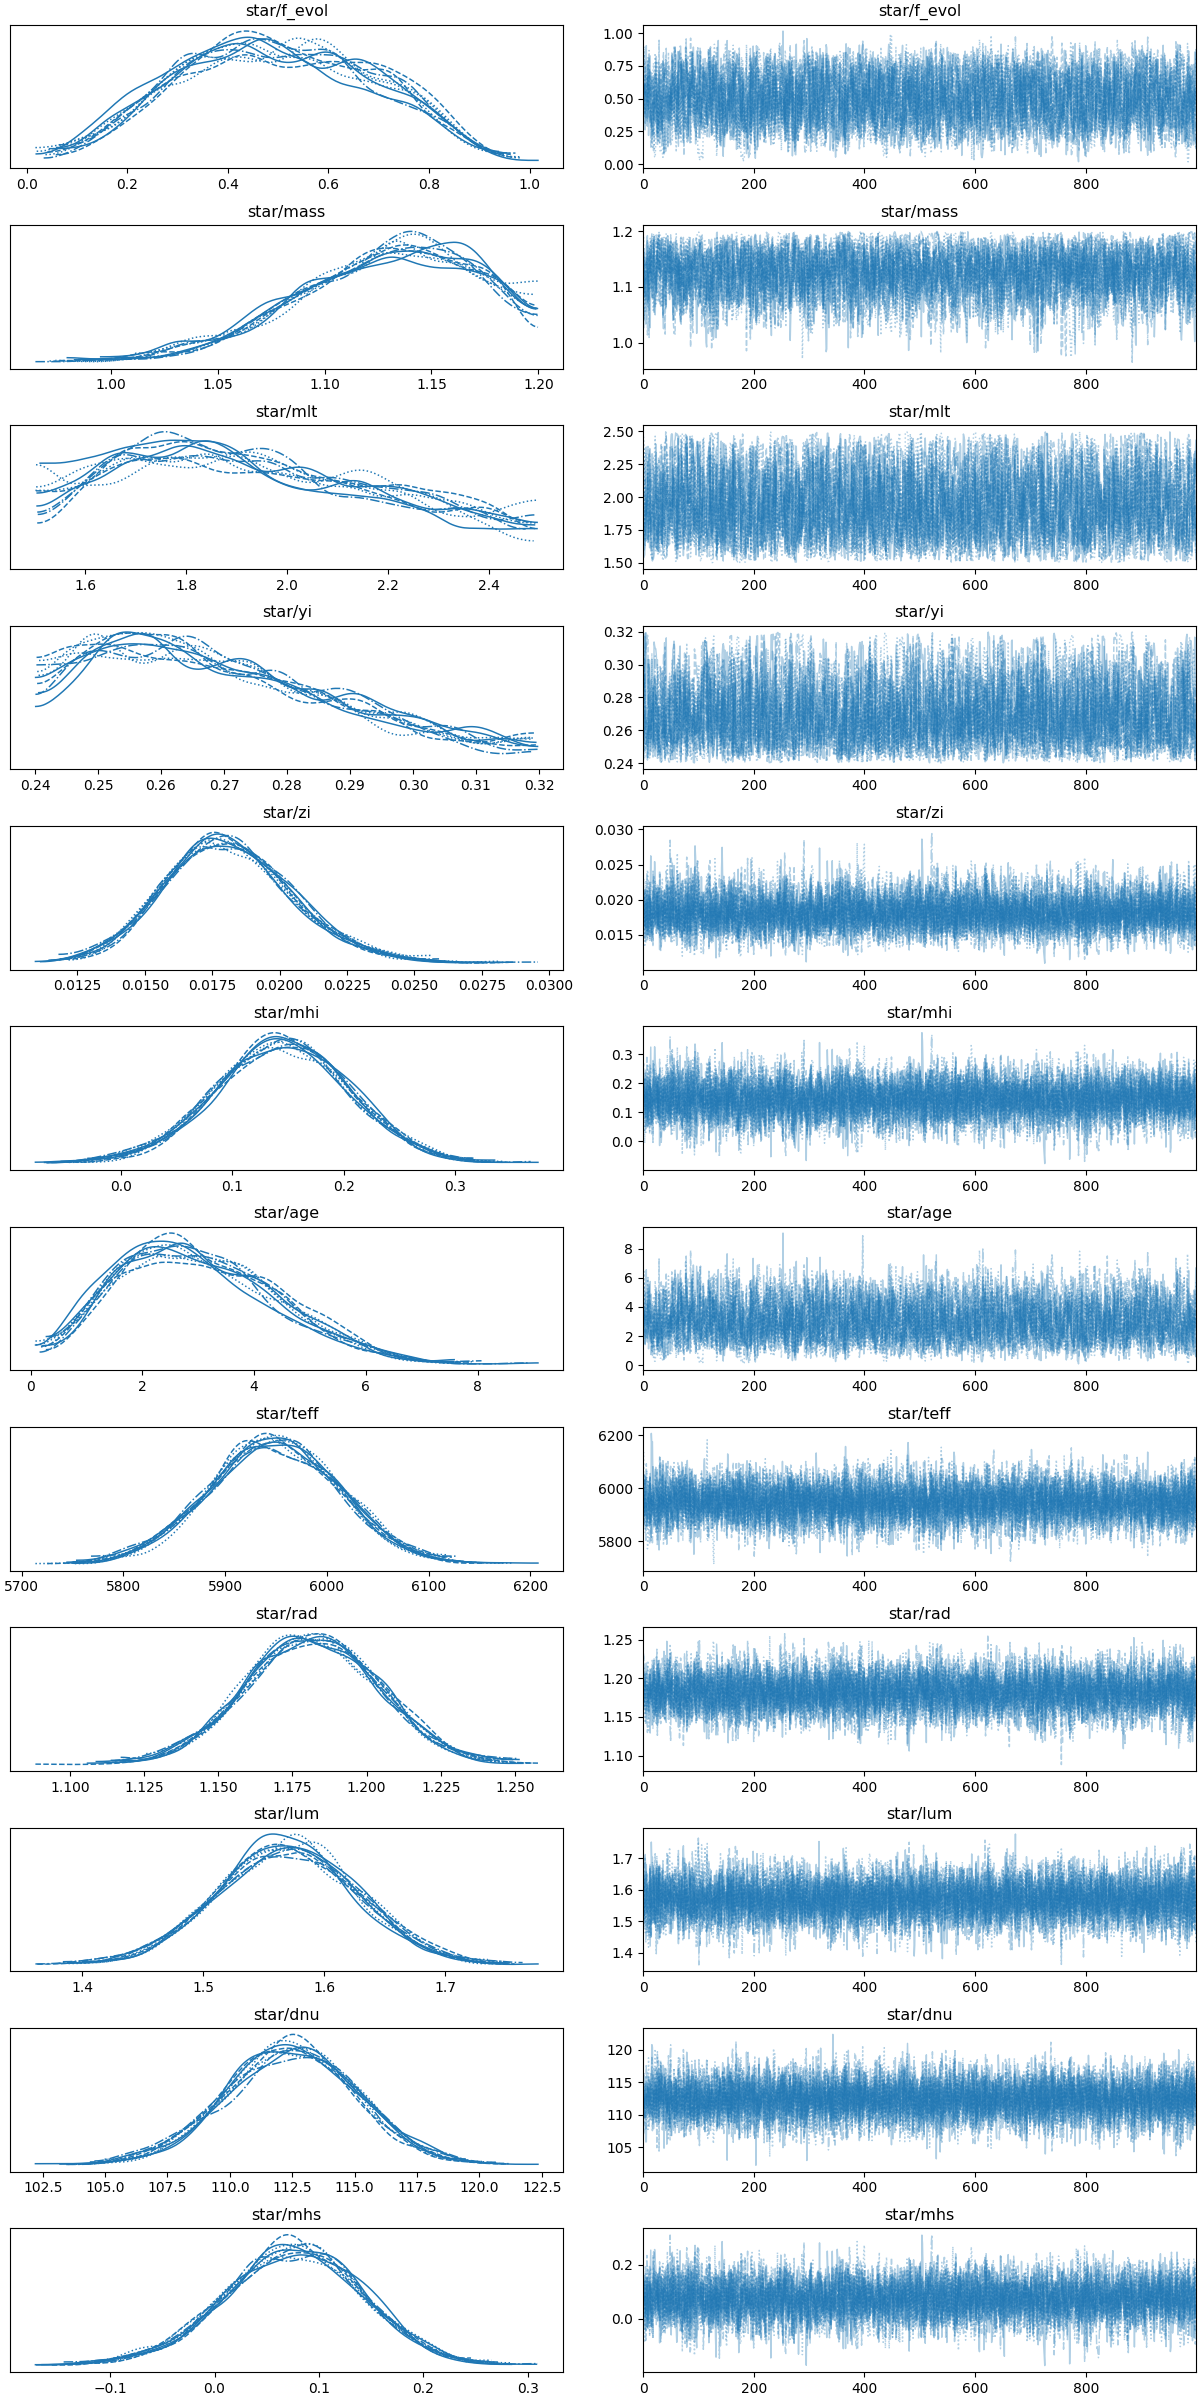 star/f_evol star/f_evol
1.00
0.75
0.50
0.25
0.00
0.0 0.2 0.4 0.6 0.8 1.0 0 200 400 600 800
star/mass star/mass
1.2
1.1
1.0
1.00 1.05 1.10 1.15 1.20 0 200 400 600 800
star/mlt star/mlt
2.50
2.25
2.00
1.75
1.50
1.6 1.8 2.0 2.2 2.4 0 200 400 600 800
star/yi star/yi
0.32
0.30
0.28
0.26
0.24
0.24 0.25 0.26 0.27 0.28 0.29 0.30 0.31 0.32 0 200 400 600 800
star/zi star/zi
0.030
0.025
0.020
0.015
0.0125 0.0150 0.0175 0.0200 0.0225 0.0250 0.0275 0.0300 0 200 400 600 800
star/mhi star/mhi
0.3
0.2
0.1
0.0
0.0 0.1 0.2 0.3 0 200 400 600 800
star/age star/age
8
6
4
2
0
0 2 4 6 8 0 200 400 600 800
star/teff star/teff
6200
6000
5800
5700 5800 5900 6000 6100 6200 0 200 400 600 800
star/rad star/rad
1.25
1.20
1.15
1.10
1.100 1.125 1.150 1.175 1.200 1.225 1.250 0 200 400 600 800
star/lum star/lum
1.7
1.6
1.5
1.4
1.4 1.5 1.6 1.7 0 200 400 600 800
star/dnu star/dnu
120
115
110
105
102.5 105.0 107.5 110.0 112.5 115.0 117.5 120.0 122.5 0 200 400 600 800
star/mhs star/mhs
0.2
0.0
−0.1 0.0 0.1 0.2 0.3 0 200 400 600 800